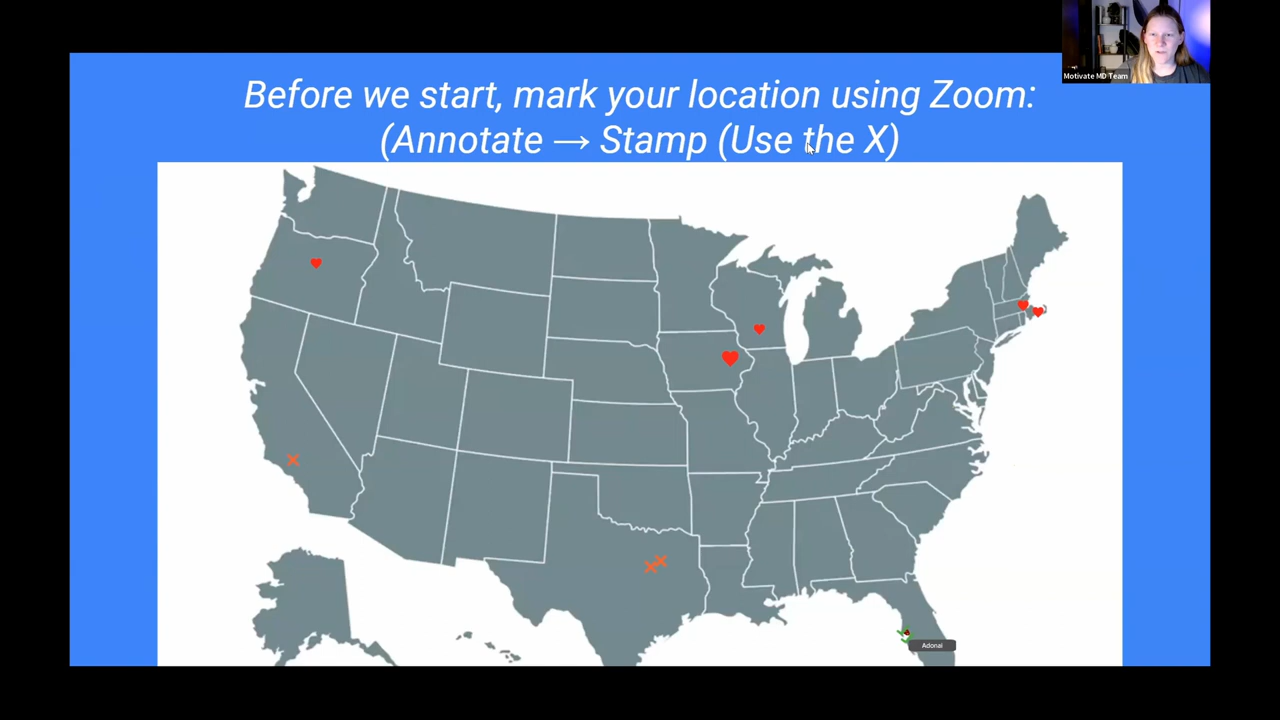 Motivate MD Team
Before we start, mark your location using Zoom:
(Annotate → Stamp (Use the X)
Adonai